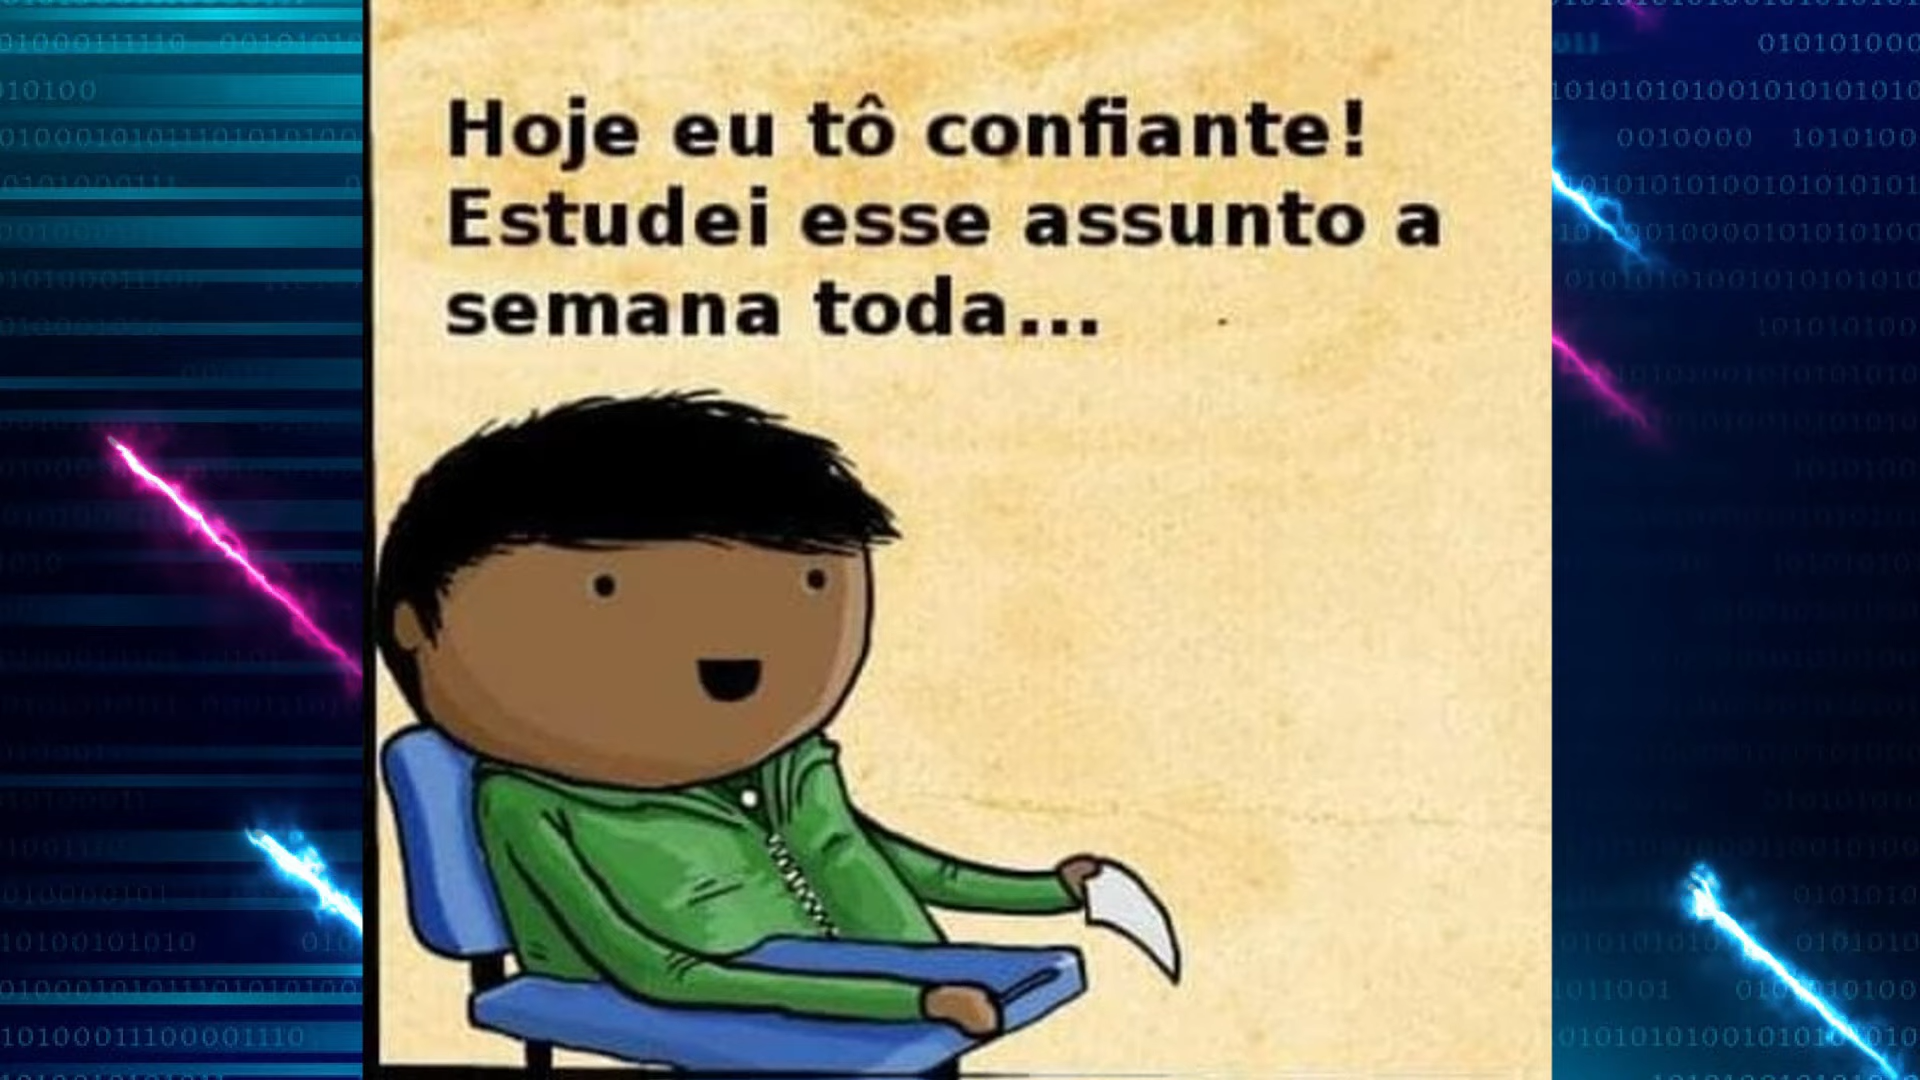 Hoje eu tô confiante!
Estudei esse assunto a
semana toda...